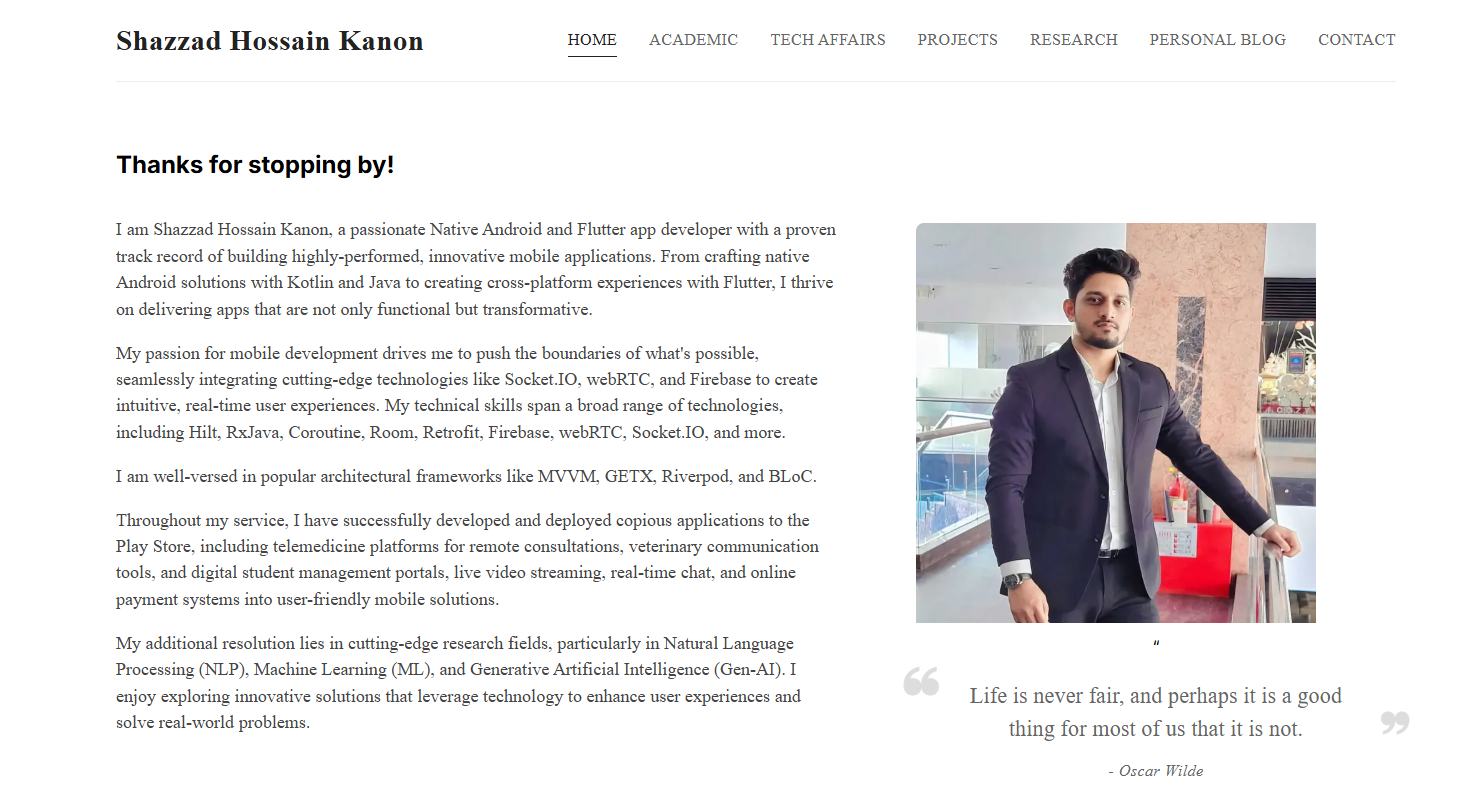 Shazzad Hossain Kanon
HOME
ACADEMIC
TECH AFFAIRS
PROJECTS
RESEARCH
PERSONAL BLOG
CONTACT
Thanks for stopping by!
I am Shazzad Hossain Kanon, a passionate Native Android and Flutter app developer with a proven
track record of building highly-performed, innovative mobile applications. From crafting native
Android solutions with Kotlin and Java to creating cross-platform experiences with Flutter, I thrive
on delivering apps that are not only functional but transformative.
My passion for mobile development drives me to push the boundaries of what's possible,
seamlessly integrating cutting-edge technologies like Socket.IO, webRTC, and Firebase to create
intuitive, real-time user experiences. My technical skills span a broad range of technologies,
including Hilt, RxJava, Coroutine, Room, Retrofit, Firebase, webRTC, Socket.IO, and more.
I am well-versed in popular architectural frameworks like MVVM, GETX, Riverpod, and BLoC.
Throughout my service, I have successfully developed and deployed copious applications to the
Play Store, including telemedicine platforms for remote consultations, veterinary communication
tools, and digital student management portals, live video streaming, real-time chat, and online
payment systems into user-friendly mobile solutions.
My additional resolution lies in cutting-edge research fields, particularly in Natural Language
Processing (NLP), Machine Learning (ML), and Generative Artificial Intelligence (Gen-AI). I
enjoy exploring innovative solutions that leverage technology to enhance user experiences and
solve real-world problems.
“
“
Life is never fair, and perhaps it is a good
thing for most of us that it is not.
”
- Oscar Wilde